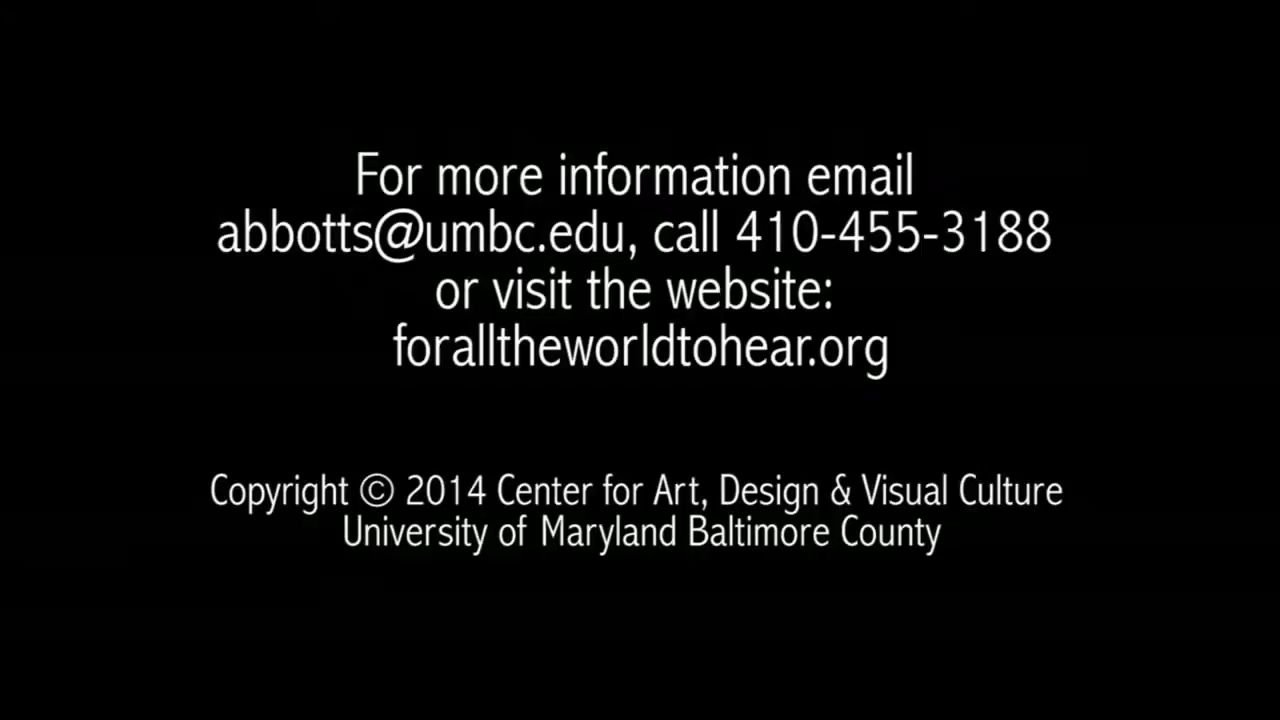 For more information email
abbotts@umbc.edu, call 410-455-3188
or visit the website:
foralltheworldtohear.org
Copyright © 2014 Center for Art, Design & Visual Culture
University of Maryland Baltimore County